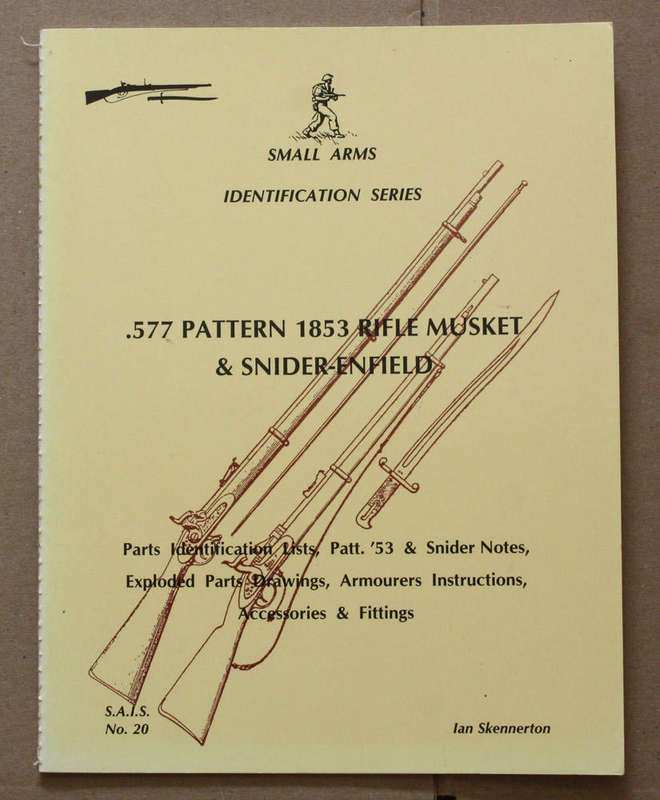 SMALL ARMS
IDENTIFICATION SERIES
.577 PATTERN 1853 RIFLE MUSKET
& SNIDER-ENFIELD
Parts Identification Lists, Patt. '53 & Snider Notes,
Exploded Parts Drawings, Armourers Instructions,
Accessories & Fittings
S.A.I.S.
No. 20
Ian Skennerton